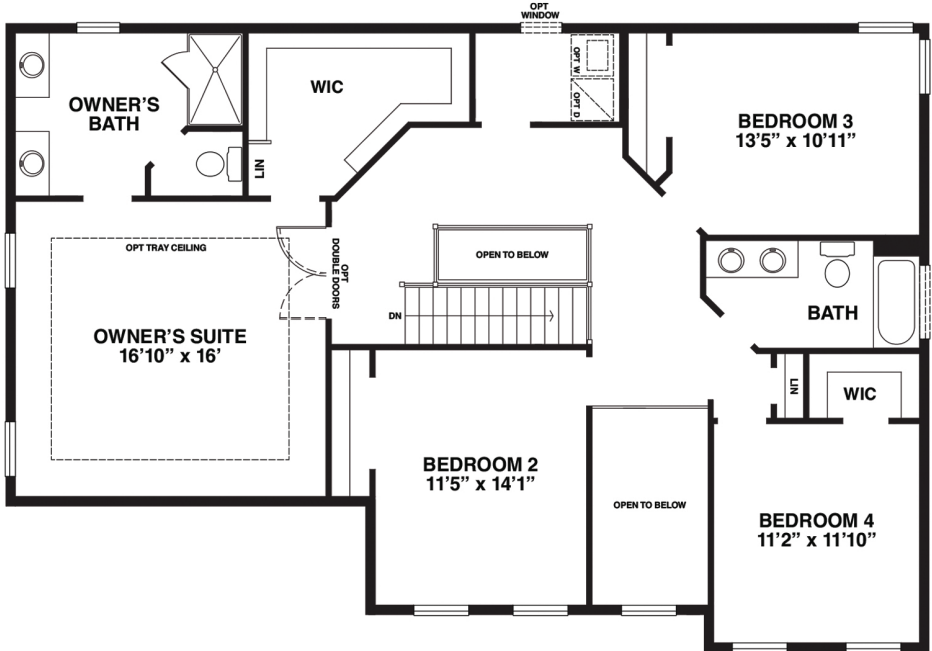 OPT
WINDOW
OWNER'S
BATH
WIC
LIN
OPT W
OPT D
BEDROOM 3
13'5" x 10'11"
OPT TRAY CEILING
OPT
DOUBLE DOORS
OPEN TO BELOW
DN
OWNER'S SUITE
16'10" x 16'
BATH
LIN
WIC
BEDROOM 2
11'5" x 14'1"
OPEN TO BELOW
BEDROOM 4
11'2" x 11'10"